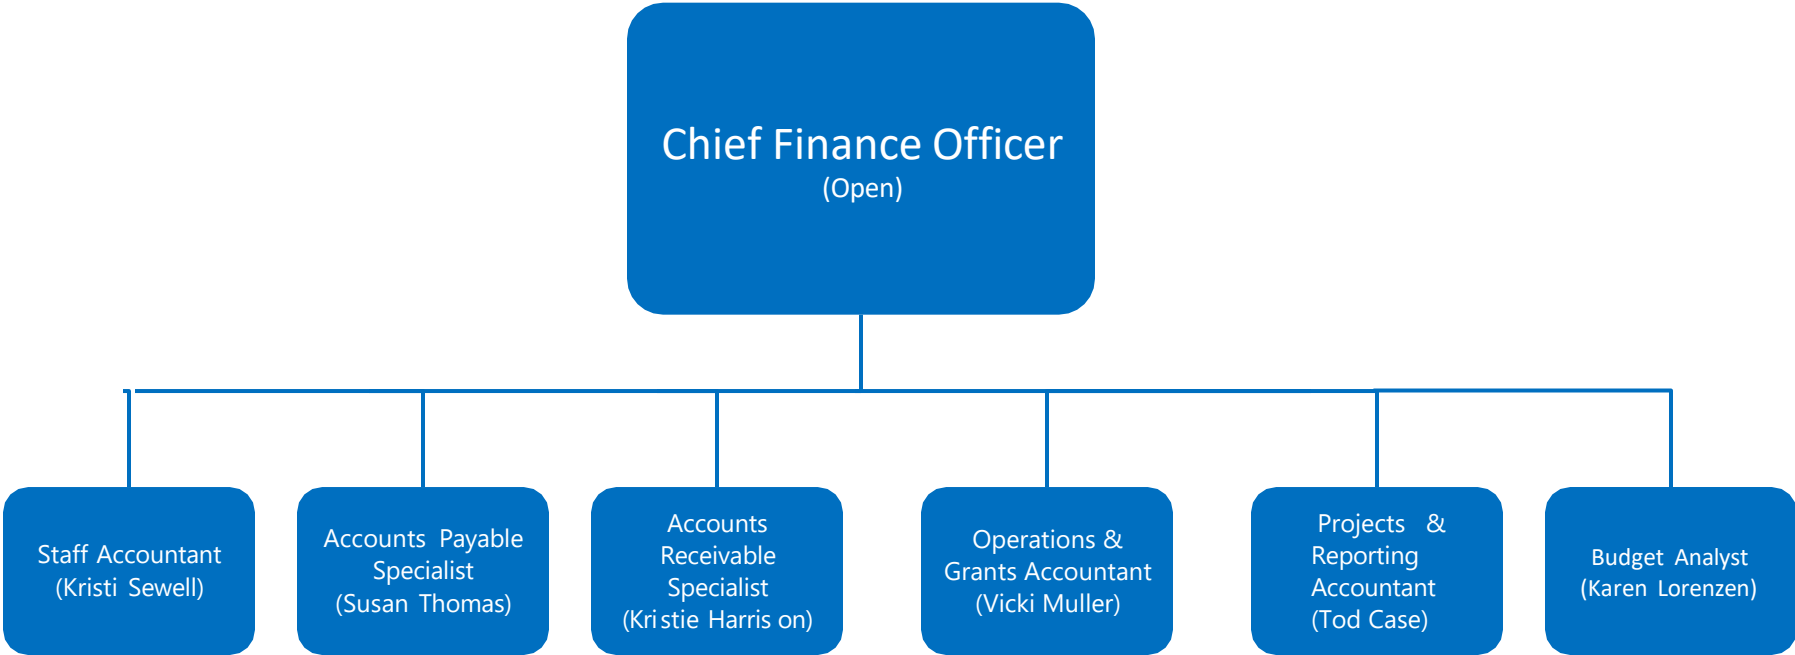 Chief Finance Officer
(Open)
Staff Accountant
(Kristi Sewell)
Accounts Payable
Specialist
(Susan Thomas)
Accounts
Receivable
Specialist
(Kristie Harris on)
Operations &
Grants Accountant
(Vicki Muller)
Projects &
Reporting
Accountant
(Tod Case)
Budget Analyst
(Karen Lorenzen)